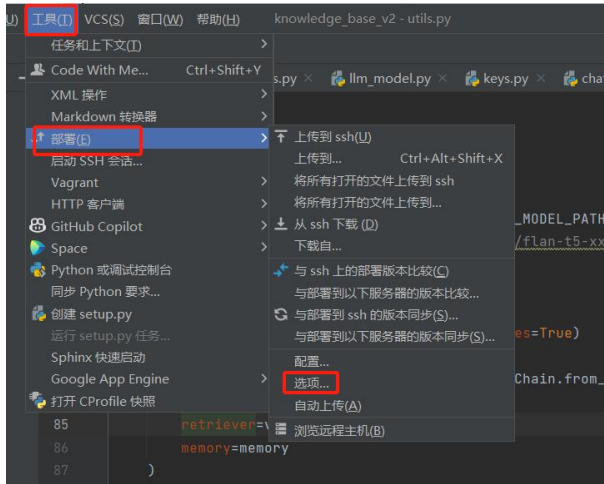 U) 工具(T) VCS(S) 窗口(W) 帮助(H) knowledge_base_v2 - utils.py
任务和上下文(T)
Code With Me... Ctrl+Shift+Y
s.py llm_model.py keys.py cha
XML 操作
Markdown 转换器
部署(E)
启动 SSH 会话...
Vagrant
HTTP 客户端
GitHub Copilot
Space
Python 或调试控制台
同步 Python 要求...
创建 setup.py
运行 setup.py 任务...
Sphinx 快速启动
Google App Engine
打开 CProfile 快照
上传到 ssh(U)
上传到... Ctrl+Alt+Shift+X
将所有打开的文件上传到 ssh
将所有打开的文件上传到...
从 ssh 下载 (D)
下载自...
与 ssh 上的部署版本比较(C)
与部署到以下服务器的版本比较...
与部署到 ssh 的版本同步(S)...
与部署到以下服务器的版本同步(S)...
配置...
选项...
自动上传(A)
浏览远程主机(B)
_MODEL_PATH
/flan-t5-xx
es=True)
Chain.from_
85 retriever=v
86 memory=memory
87 )